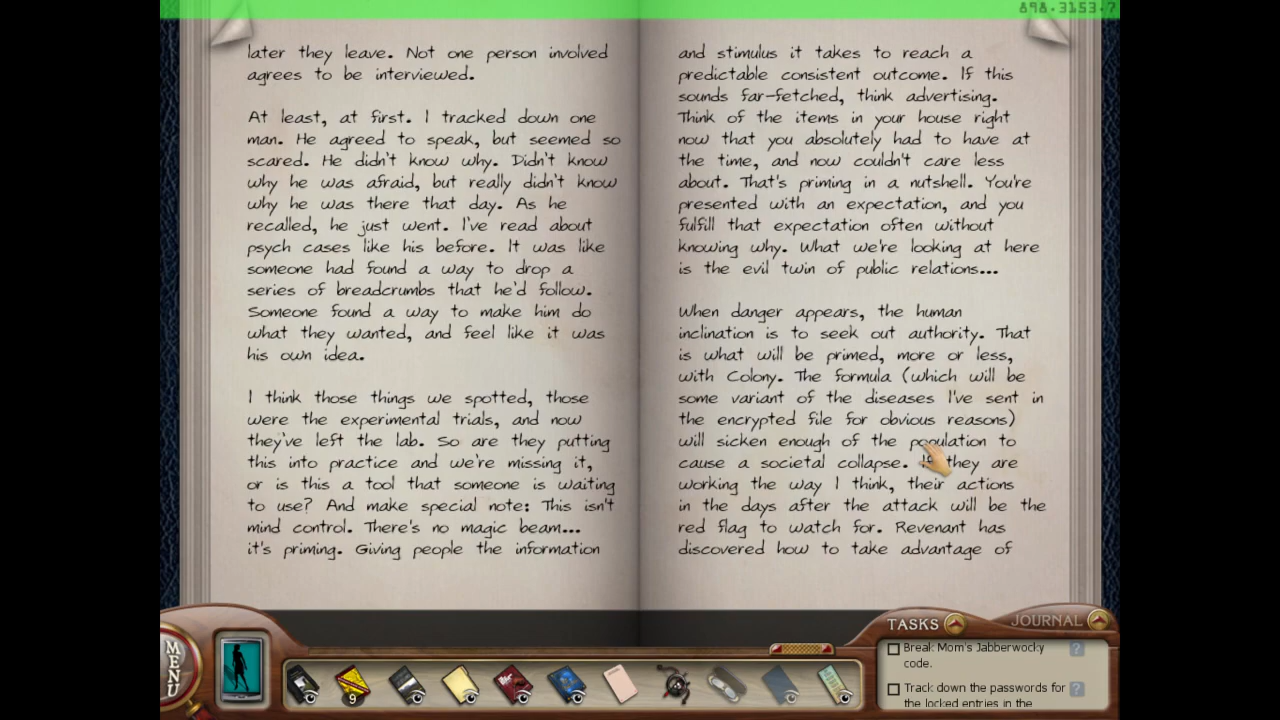 898.3153.7
later they leave. Not one person involved
agrees to be interviewed.
At least, at first. I tracked down one
man. He agreed to speak, but seemed so
scared. He didn't know why. Didn't know
why he was afraid, but really didn't know
why he was there that day. As he
recalled, he just went. I've read about
psych cases like his before. It was like
someone had found a way to drop a
series of breadcrumbs that he'd follow.
Someone found a way to make him do
what they wanted, and feel like it was
his own idea.
I think those things we spotted, those
were the experimental trials, and now
they've left the lab. So are they putting
this into practice and we're missing it,
or is this a tool that someone is waiting
to use? And make special note: This isn't
mind control. There's no magic beam...
it's priming. Giving people the information
and stimulus it takes to reach a
predictable consistent outcome. If this
sounds far-fetched, think advertising.
Think of the items in your house right
now that you absolutely had to have at
the time, and now couldn't care less
about. That's priming in a nutshell. You're
presented with an expectation, and you
fulfill that expectation often without
knowing why. What we're looking at here
is the evil twin of public relations...
When danger appears, the human
inclination is to seek out authority. That
is what will be primed, more or less,
with Colony. The formula (which will be
some variant of the diseases I've sent in
the encrypted file for obvious reasons)
will sicken enough of the population to
cause a societal collapse. they are
working the way I think, their actions
in the days after the attack will be the
red flag to watch for. Revenant has
discovered how to take advantage of
MENU
9
TASKS
JOURNAL
Break Mom's Jabberwocky ?
code.
Track down the passwords for ?
the locked entries in the